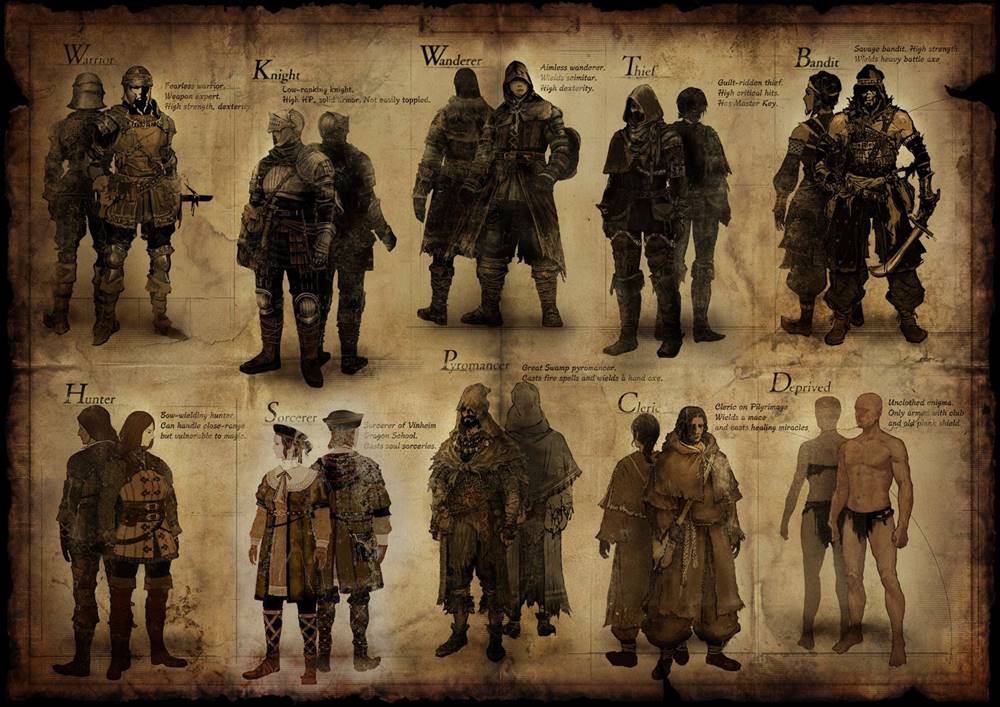 Warrior
Fearless warrior.
Weapon expert.
High strength, dexterity.
Knight
Low-ranking knight.
High HP, solid armor. Not easily toppled.
Wanderer
Aimless wanderer.
Wields scimitar.
High dexterity.
Thief
Guilt-ridden thief.
High critical hits.
Has Master Key.
Bandit
Savage bandit. High strength.
Wields heavy battle axe.
Hunter
Bow-wielding hunter.
Can handle close-range
but vulnerable to magic.
Sorcerer
Sorcerer of Vinheim
Dragon School.
Casts soul sorceries.
Pyromancer
Great Swamp pyromancer.
Casts fire spells and wields a hand axe.
Cleric
Cleric on Pilgrimage
Wields a mace
and casts healing miracles.
Deprived
Unclothed enigma.
Only armed with club
and old plank shield.